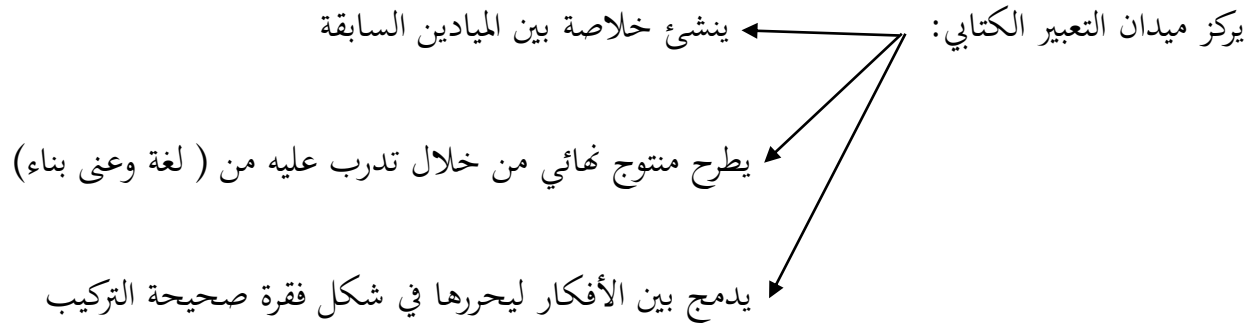 يركز ميدان التعبير الكتابي: ينشئ خلاصة بين الميادين السابقة
يطرح منتوج نهائي من خلال تدرب عليه من ( لغة وعنى بناء)
يدمج بين الأفكار ليحررها في شكل فقرة صحيحة التركيب